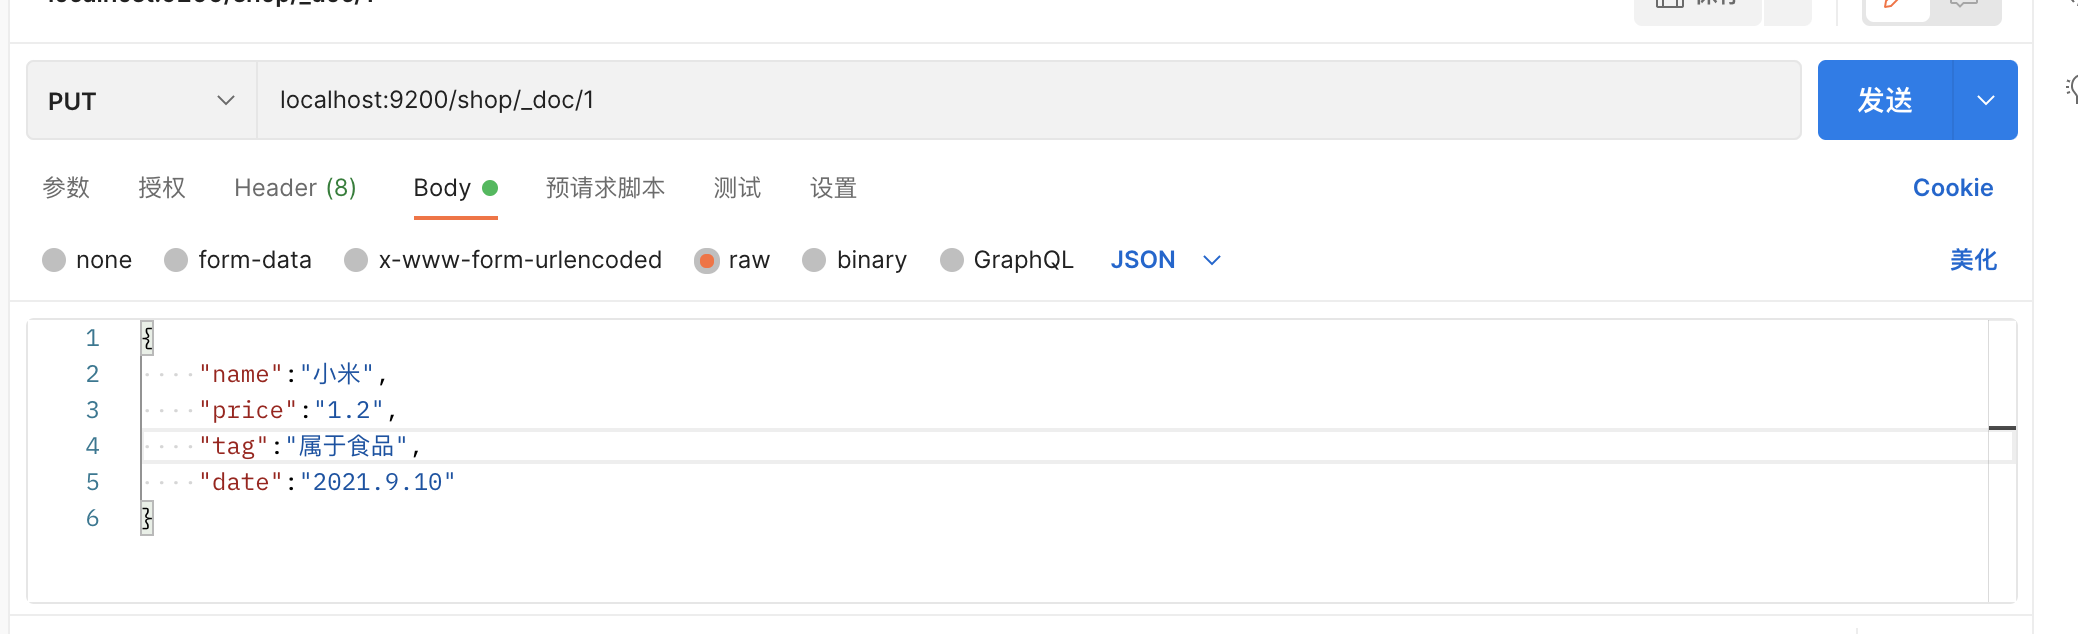 PUT localhost:9200/shop/_doc/1 发送
参数 授权 Header (8) Body 预请求脚本 测试 设置 Cookie
none form-data x-www-form-urlencoded raw binary GraphQL JSON 美化
1 {
2 "name":"小米",
3 "price":"1.2",
4 "tag":"属于食品",
5 "date":"2021.9.10"
6 }